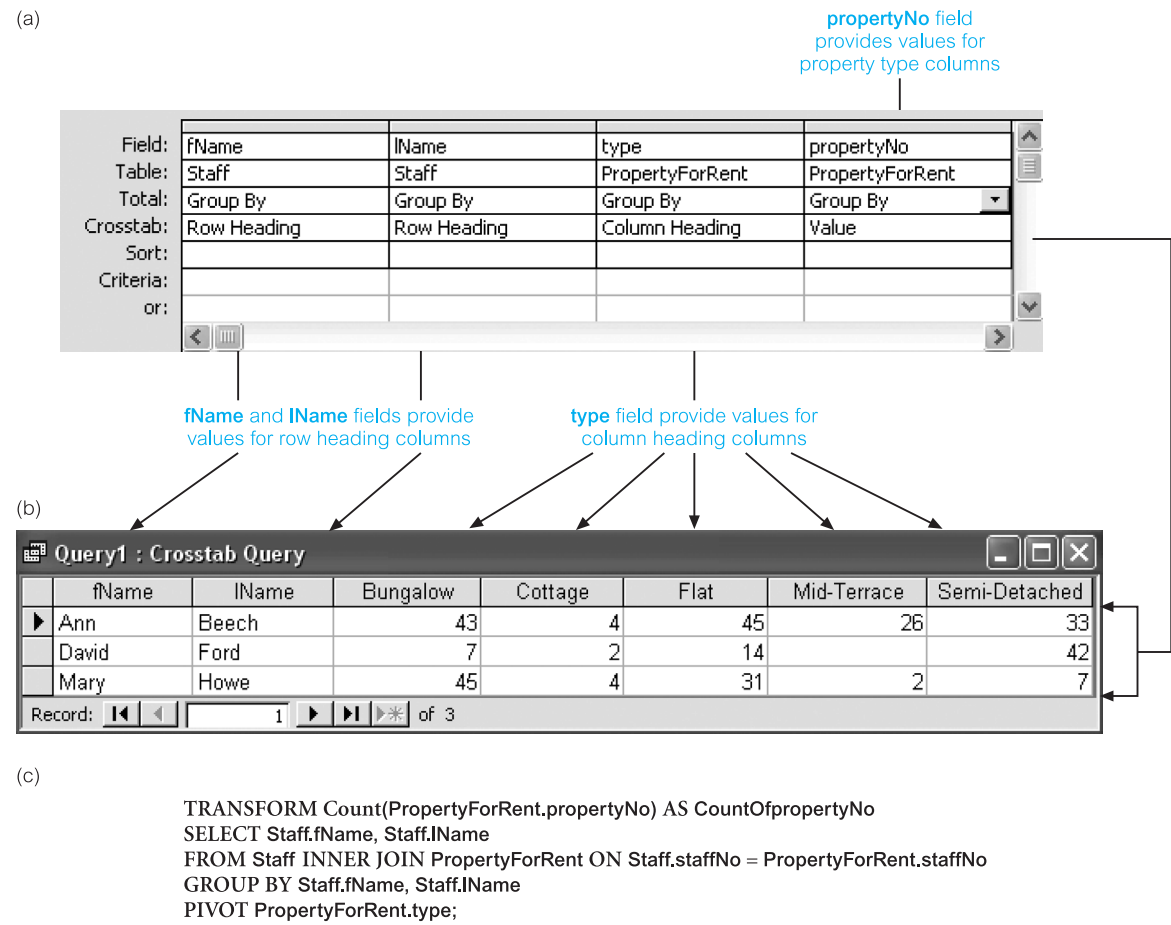 (a)
propertyNo field
provides values for
property type columns
Field: fName lName type propertyNo
Table: Staff Staff PropertyForRent PropertyForRent
Total: Group By Group By Group By Group By
Crosstab: Row Heading Row Heading Column Heading Value
Sort:
Criteria:
or:
fName and lName fields provide
values for row heading columns
type field provide values for
column heading columns
(b)
Query1 : Crosstab Query
fName lName Bungalow Cottage Flat Mid-Terrace Semi-Detached
Ann Beech 43 4 45 26 33
David Ford 7 2 14 42
Mary Howe 45 4 31 2 7
Record: 1 of 3
(c)
TRANSFORM Count(PropertyForRent.propertyNo) AS CountOfpropertyNo
SELECT Staff.fName, Staff.lName
FROM Staff INNER JOIN PropertyForRent ON Staff.staffNo = PropertyForRent.staffNo
GROUP BY Staff.fName, Staff.lName
PIVOT PropertyForRent.type;